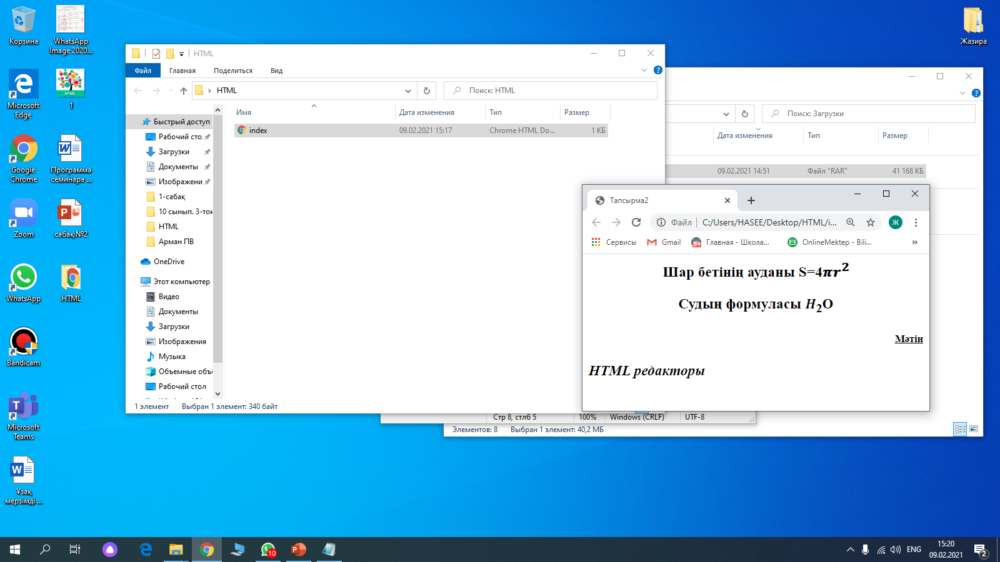 Корзина
WhatsApp
Image 2020...
Microsoft
Edge
HTML
1
Google
Chrome
Программа
семинара ...
Zoom
сабақ №2
WhatsApp
HTML
Bandicam
Microsoft
Teams
Ұзақ
мерзімді ...
Жазира
HTML
Файл
Главная
Поделиться
Вид
HTML
Поиск: HTML
Имя
Дата изменения
Тип
Размер
index
09.02.2021 15:17
Chrome HTML Do...
1 КБ
Быстрый доступ
Рабочий сто.
Загрузки
Документы
Изображени
1-сабақ
10 сынып. 3-ток
HTML
Арман ПВ
OneDrive
Этот компьютер
Видео
Документы
Загрузки
Изображения
Музыка
Объемные объ
Рабочий стол
1 элемент
Выбран 1 элемент: 340 байт
Поиск: Загрузки
Дата изменения
Тип
Размер
09.02.2021 14:51
Файл "RAR"
41 168 КБ
Тапсырма2
Файл
C:/Users/HASEE/Desktop/HTML/i...
Ж
Сервисы
Gmail
Главная - Школа...
OnlineMektep - Bili...
»
Шар бетінің ауданы S=4πr²
Судың формуласы H₂O
Мәтін
HTML редакторы
Стр 8, стлб 5
100%
Windows (CRLF)
UTF-8
Элементов: 8
Выбран 1 элемент: 40,2 МБ
10
ENG
15:20
09.02.2021
2